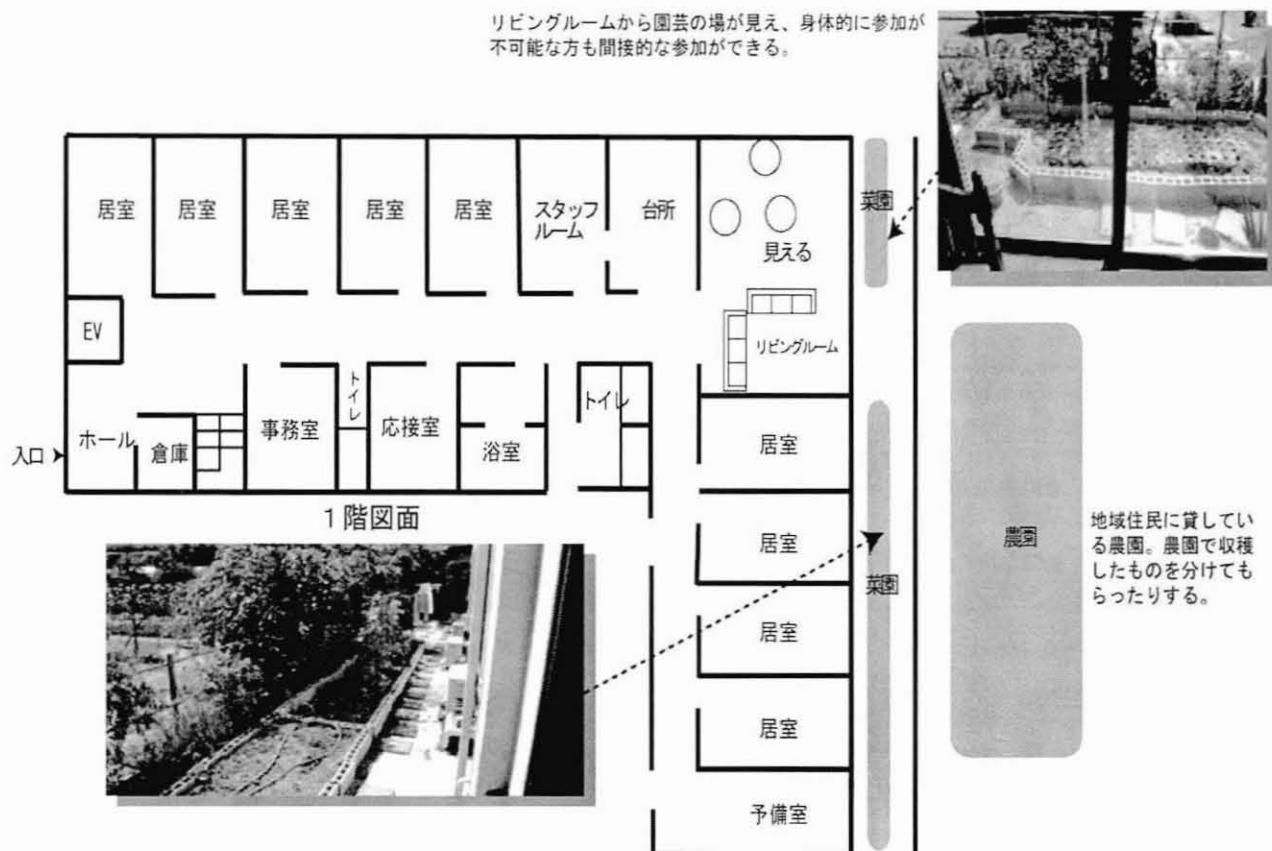 リビングルームから園芸の場が見え、身体的に参加が
不可能な方も間接的な参加ができる。
居室
居室
居室
居室
居室
スタッフ
ルーム
台所
見える
菜園
EV
リビングルーム
入口
ホール
倉庫
事務室
トイレ
応接室
浴室
トイレ
居室
1階図面
居室
菜園
農園
地域住民に貸してい
る農園。農園で収穫
したものを分けても
らったりする。
居室
居室
予備室